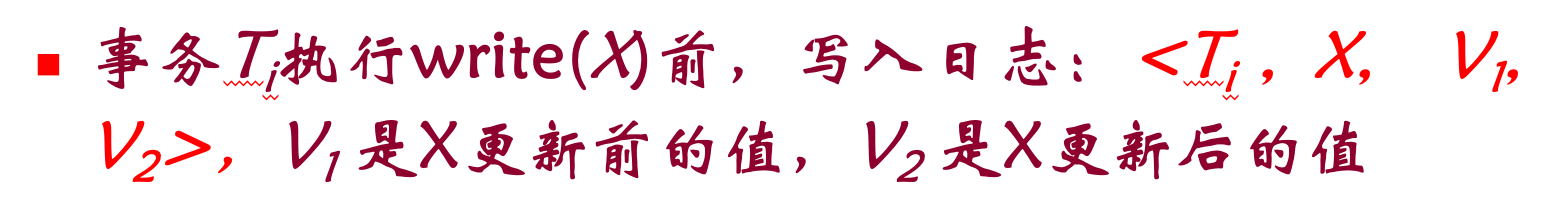 ▪ 事务Ti执行write(X)前，写入日志：<Ti，X, V1,
V2>，V1是X更新前的值，V2是X更新后的值